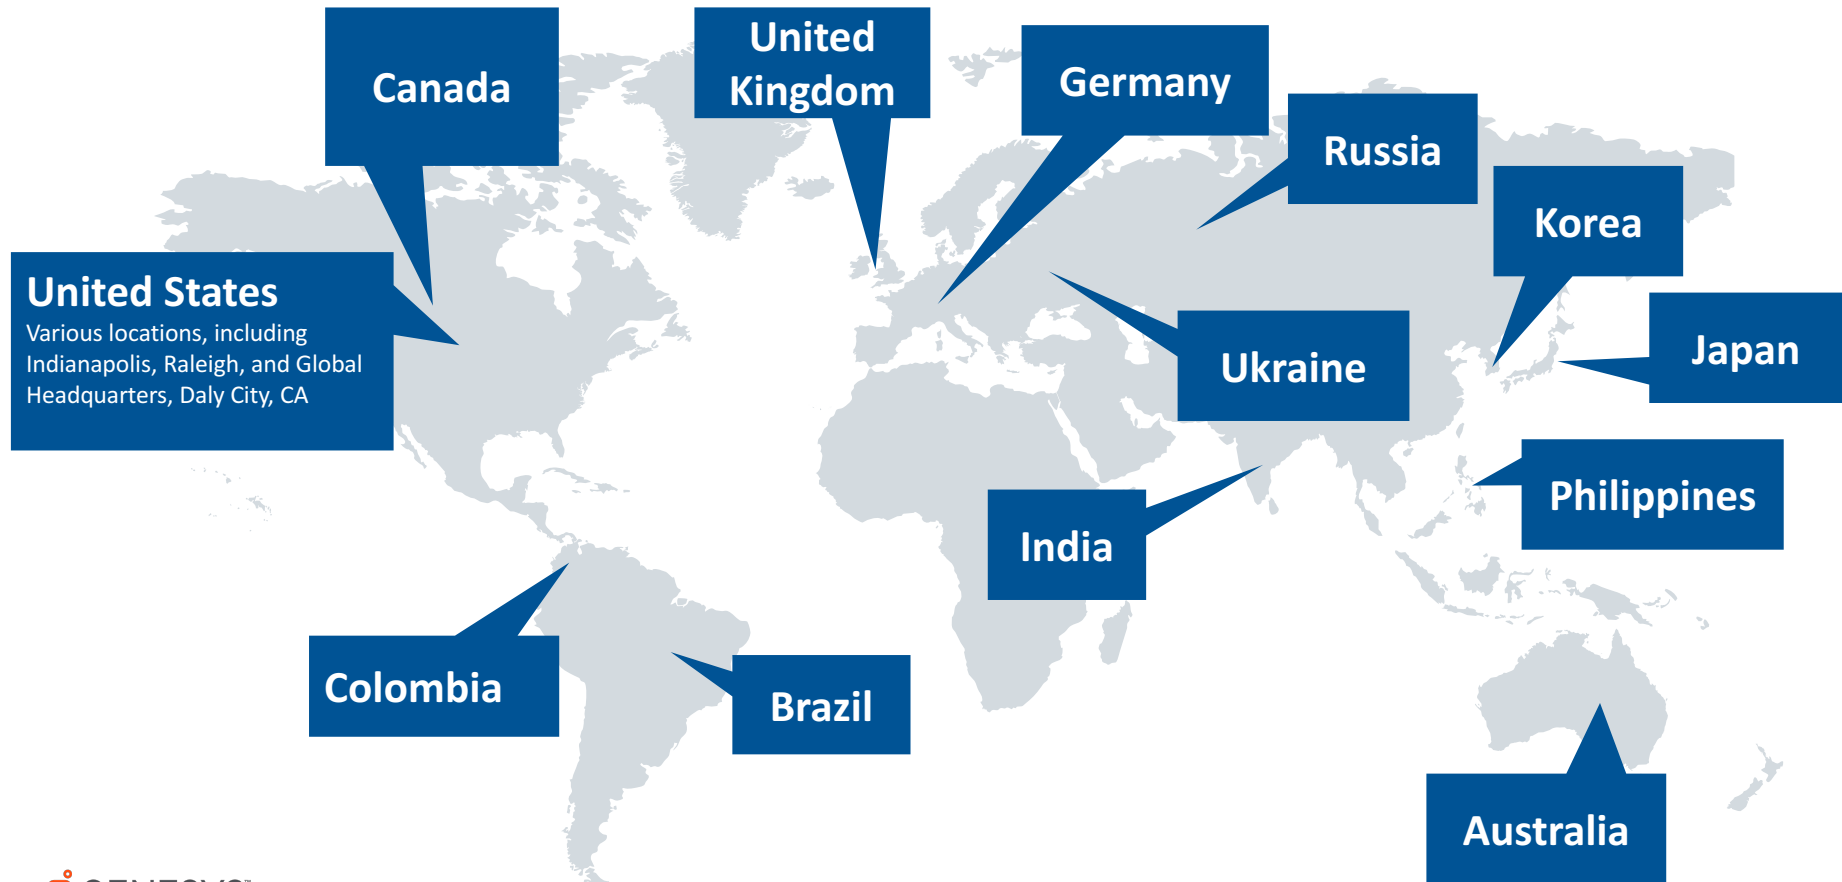 Canada
United
Kingdom
Germany
Russia
Korea
United States
Various locations, including
Indianapolis, Raleigh, and Global
Headquarters, Daly City, CA
Japan
Ukraine
Philippines
India
Colombia
Brazil
Australia
GENESYS™